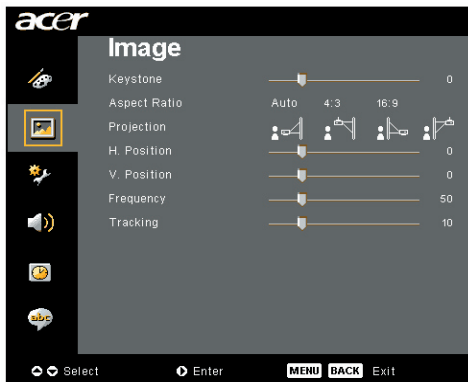 acer
Image
Keystone 0
Aspect Ratio Auto 4:3 16:9
Projection
H. Position 0
V. Position 0
Frequency 50
Tracking 10
abc
Select Enter MENU BACK Exit